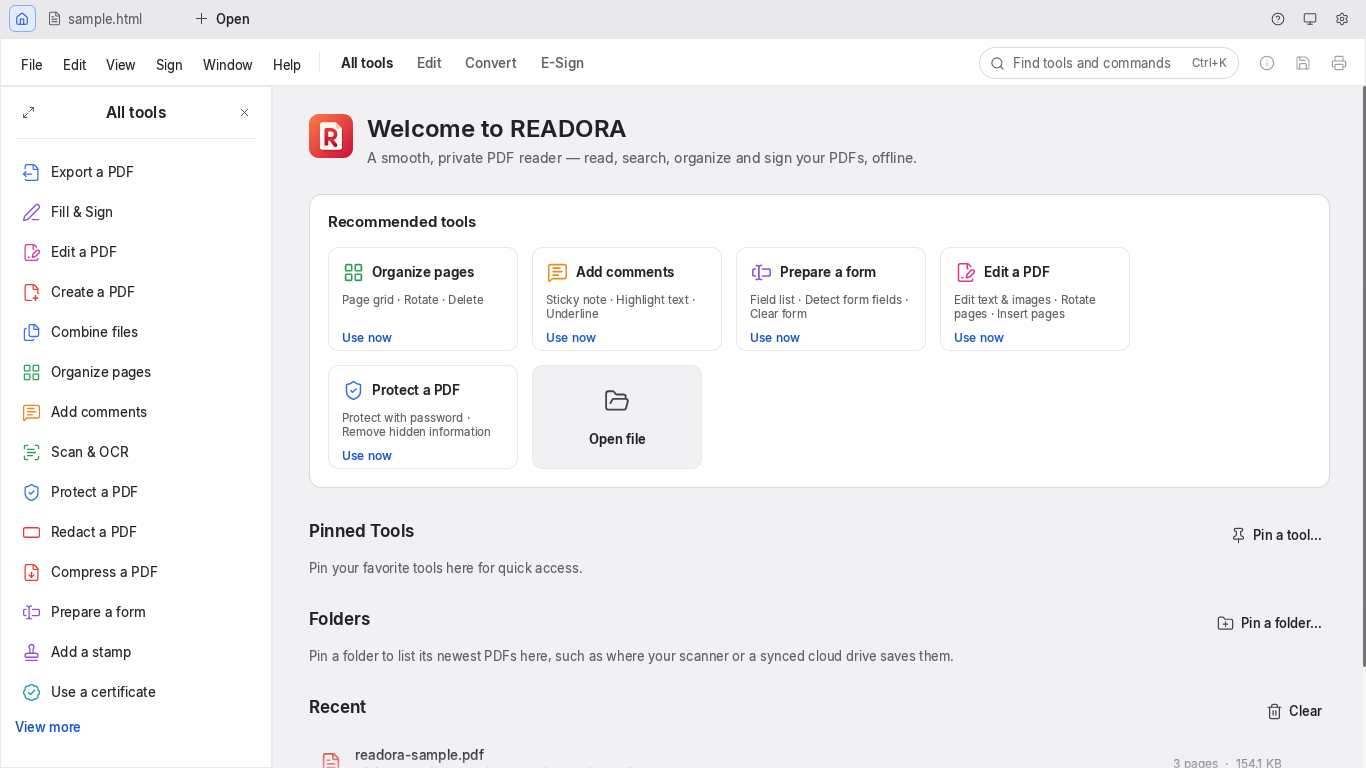 sample.html
Open
File
Edit
View
Sign
Window
Help
All tools
Edit
Convert
E-Sign
Find tools and commands
Ctrl+K
All tools
Export a PDF
Fill & Sign
Edit a PDF
Create a PDF
Combine files
Organize pages
Add comments
Scan & OCR
Protect a PDF
Redact a PDF
Compress a PDF
Prepare a form
Add a stamp
Use a certificate
View more
Welcome to READORA
A smooth, private PDF reader — read, search, organize and sign your PDFs, offline.
Recommended tools
Organize pages
Page grid · Rotate · Delete
Use now
Add comments
Sticky note · Highlight text ·
Underline
Use now
Prepare a form
Field list · Detect form fields ·
Clear form
Use now
Edit a PDF
Edit text & images · Rotate
pages · Insert pages
Use now
Protect a PDF
Protect with password ·
Remove hidden information
Use now
Open file
Pinned Tools
Pin a tool...
Pin your favorite tools here for quick access.
Folders
Pin a folder...
Pin a folder to list its newest PDFs here, such as where your scanner or a synced cloud drive saves them.
Recent
Clear
readora-sample.pdf
3 pages · 154.1 KB